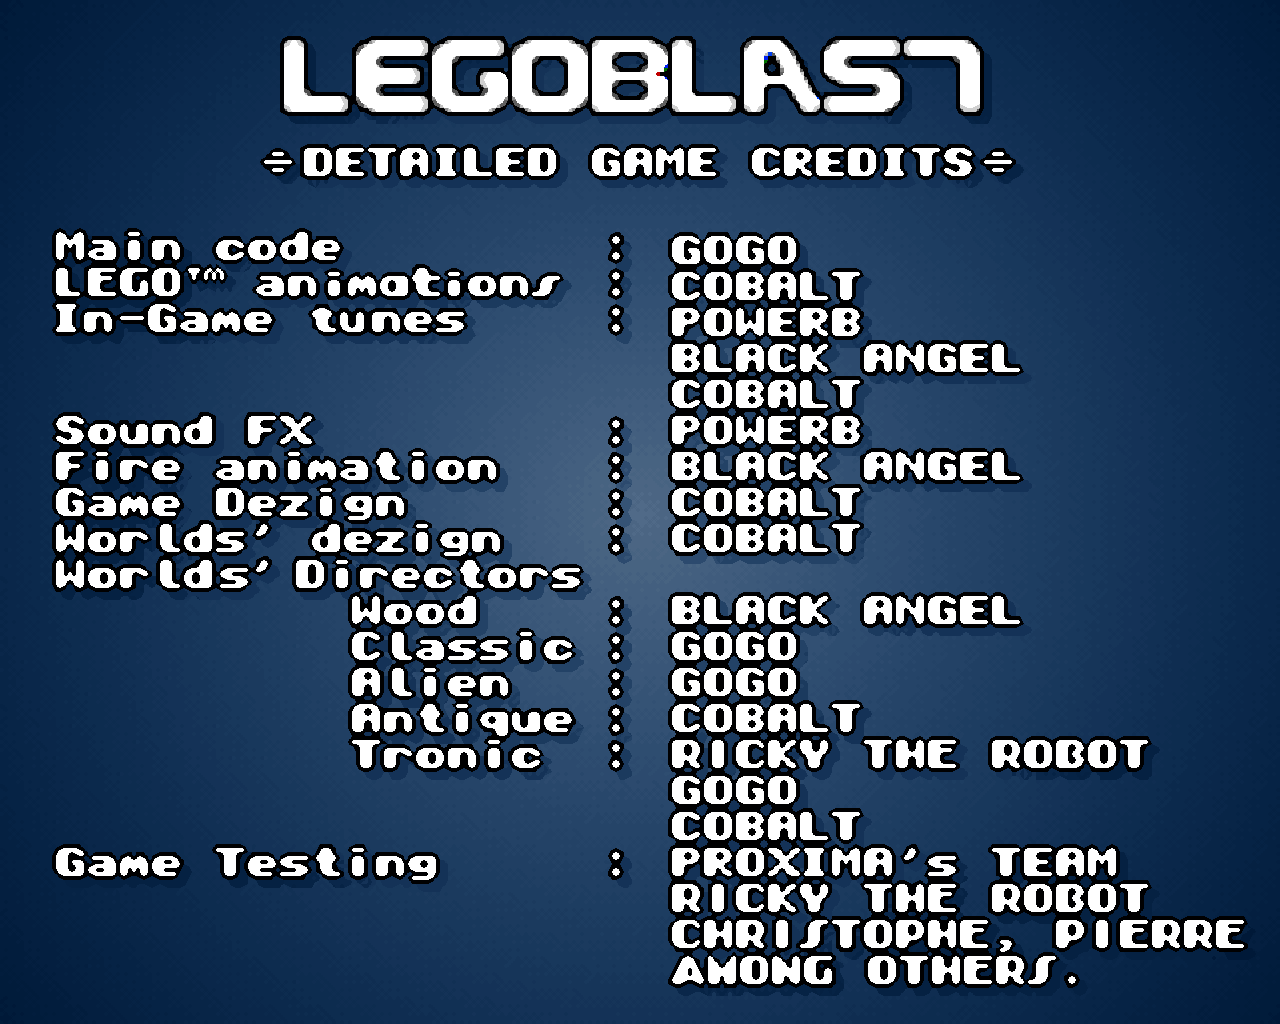 LEGOBLAST
÷DETAILED GAME CREDITS÷
Main code : GOGO
LEGO™ animations : COBALT
In-Game tunes : POWERB
BLACK ANGEL
COBALT
Sound FX : POWERB
Fire animation : BLACK ANGEL
Game Dezign : COBALT
Worlds' dezign : COBALT
Worlds' Directors
Wood : BLACK ANGEL
Classic : GOGO
Alien : GOGO
Antique : COBALT
Tronic : RICKY THE ROBOT
GOGO
COBALT
Game Testing : PROXIMA's TEAM
RICKY THE ROBOT
CHRISTOPHE, PIERRE
AMONG OTHERS.